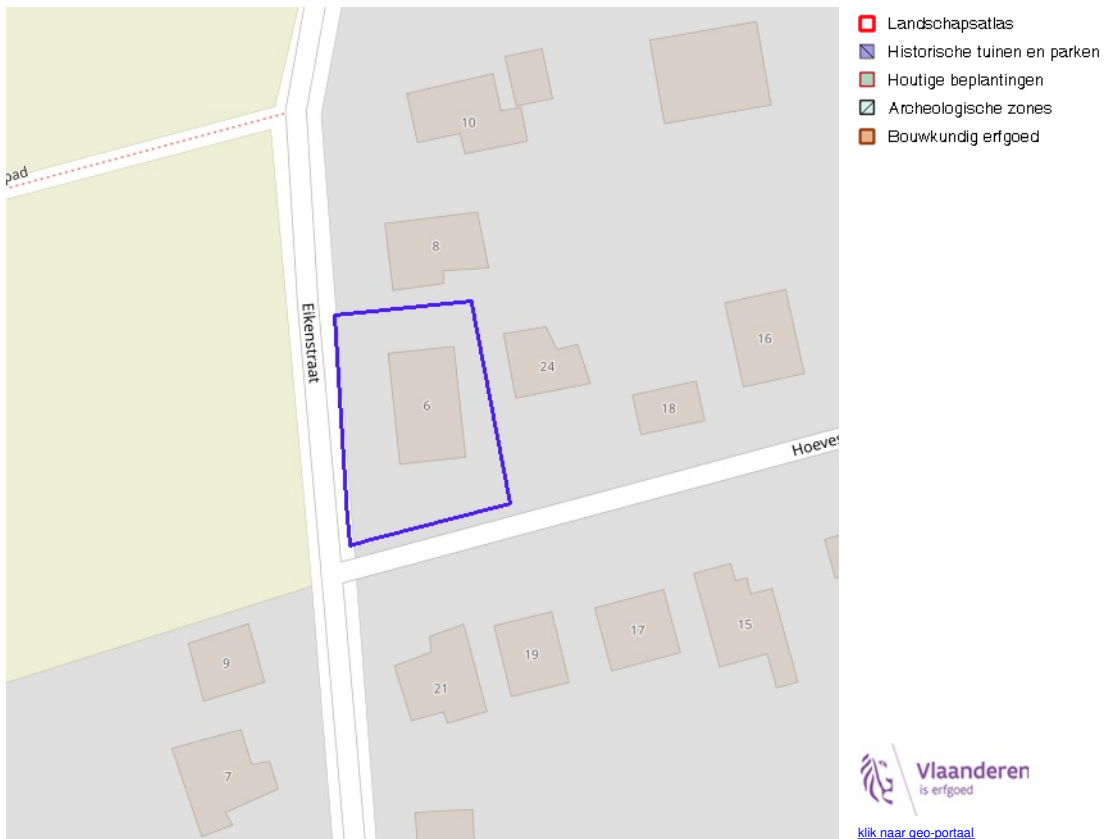 Landschapsatlas
Historische tuinen en parken
Houtige beplantingen
Archeologische zones
Bouwkundig erfgoed
10
pad
8
Eikenstraat
16
24
6
18
Hoeves
17
15
19
9
21
7
Vlaanderen
is erfgoed
klik naar geo-portaal